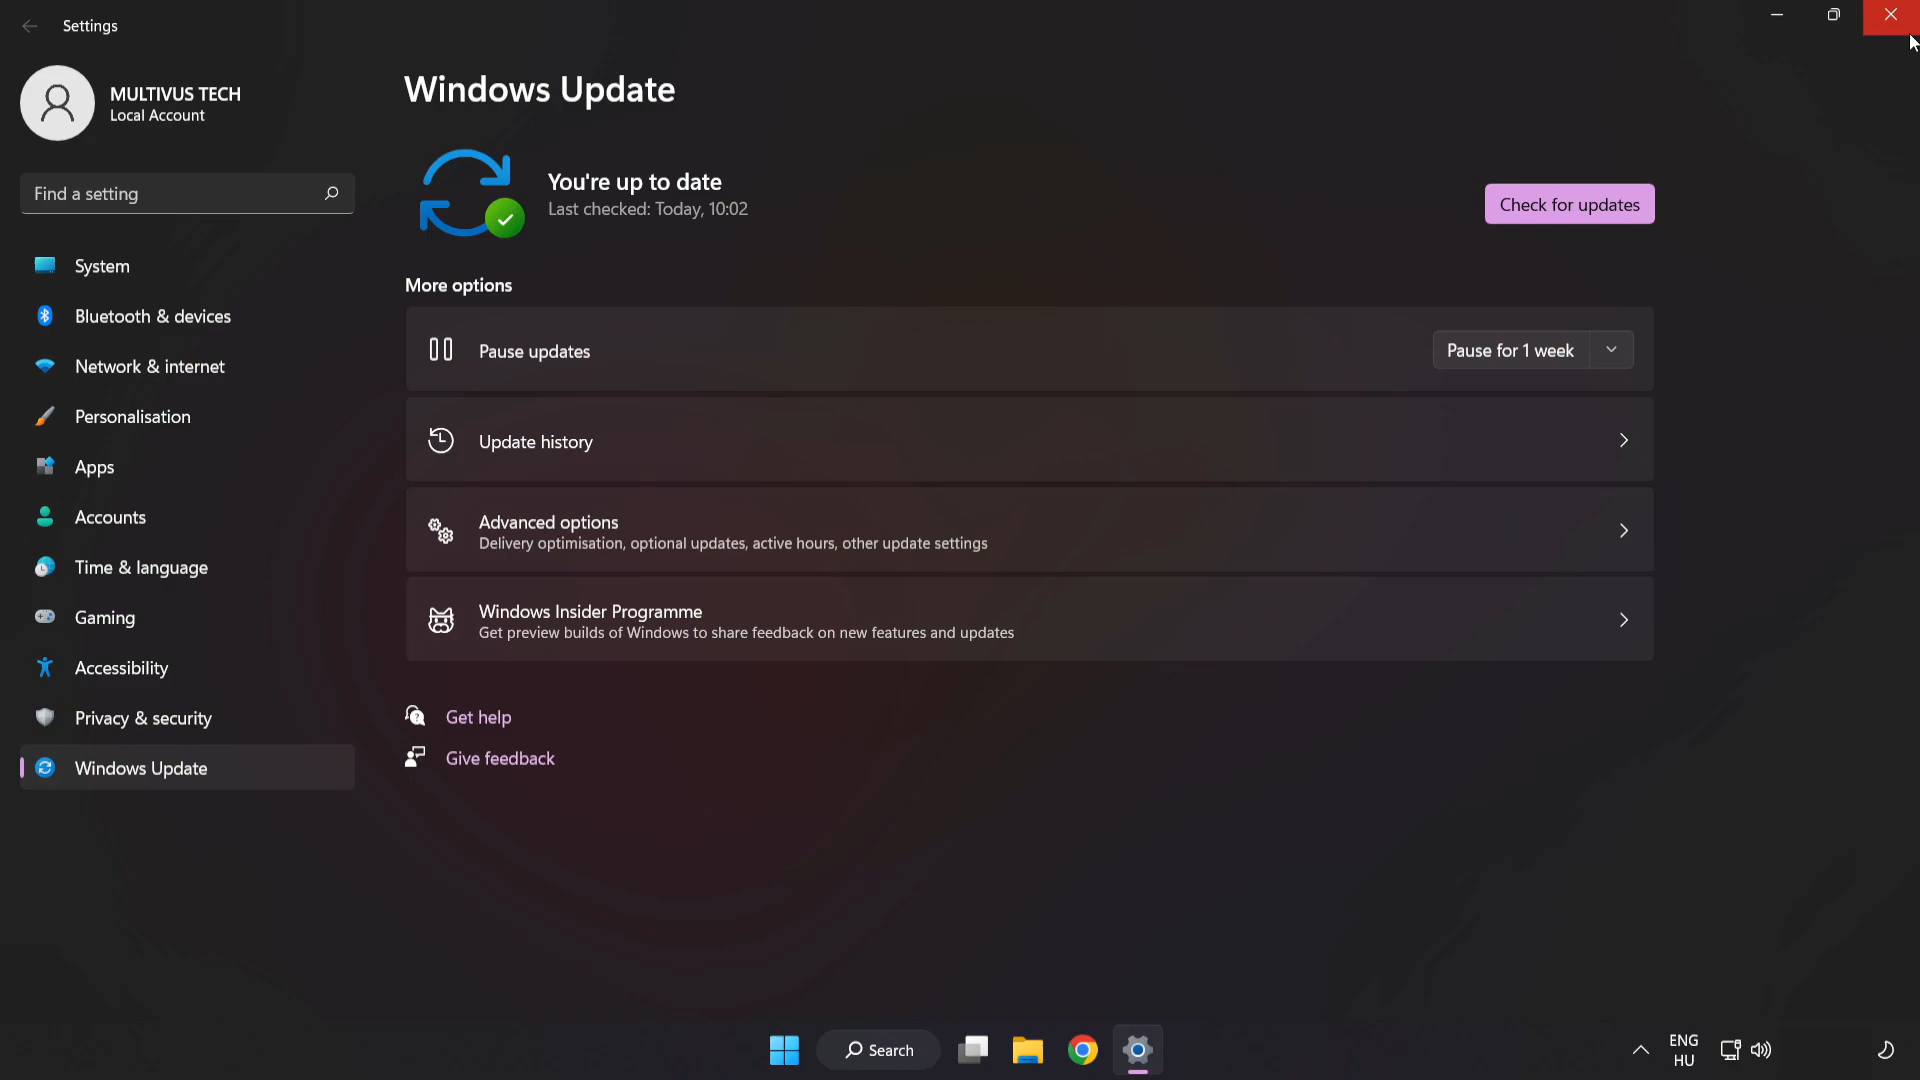 Settings
MULTIVUS TECH
Local Account
Find a setting
System
Bluetooth & devices
Network & internet
Personalisation
Apps
Accounts
Time & language
Gaming
Accessibility
Privacy & security
Windows Update
Windows Update
You're up to date
Last checked: Today, 10:02
Check for updates
More options
Pause updates
Pause for 1 week
Update history
Advanced options
Delivery optimisation, optional updates, active hours, other update settings
Windows Insider Programme
Get preview builds of Windows to share feedback on new features and updates
Get help
Give feedback
Search
ENG
HU